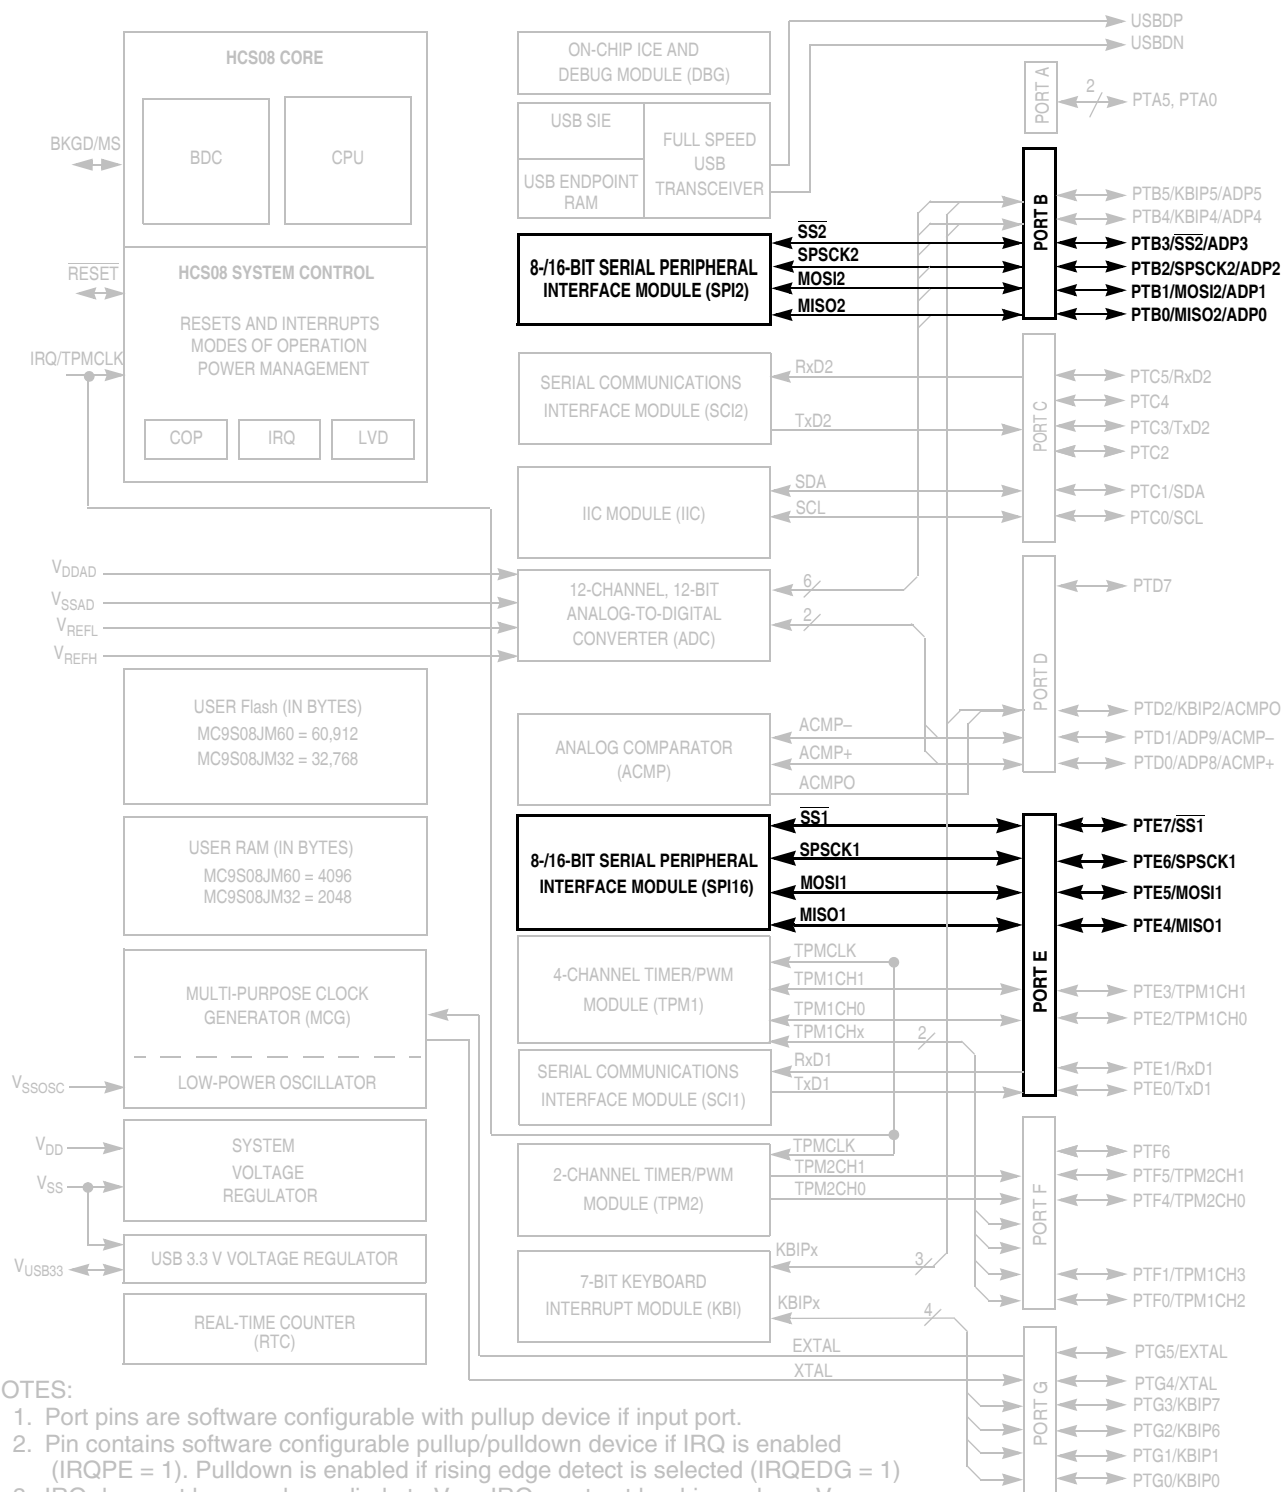 HCS08 CORE
BDC
CPU
BKGD/MS
HCS08 SYSTEM CONTROL
RESET
RESETS AND INTERRUPTS
MODES OF OPERATION
POWER MANAGEMENT
IRQ/TPMCLK
COP
IRQ
LVD
VDDAD
VSSAD
VREFL
VREFH
USER Flash (IN BYTES)
MC9S08JM60 = 60,912
MC9S08JM32 = 32,768
USER RAM (IN BYTES)
MC9S08JM60 = 4096
MC9S08JM32 = 2048
MULTI-PURPOSE CLOCK
GENERATOR (MCG)
LOW-POWER OSCILLATOR
VSSOSC
VDD
VSS
SYSTEM
VOLTAGE
REGULATOR
USB 3.3 V VOLTAGE REGULATOR
VUSB33
REAL-TIME COUNTER
(RTC)
ON-CHIP ICE AND
DEBUG MODULE (DBG)
USB SIE
USB ENDPOINT
RAM
FULL SPEED
USB
TRANSCEIVER
8-/16-BIT SERIAL PERIPHERAL
INTERFACE MODULE (SPI2)
SS2
SPSCK2
MOSI2
MISO2
SERIAL COMMUNICATIONS
INTERFACE MODULE (SCI2)
RxD2
TxD2
IIC MODULE (IIC)
SDA
SCL
12-CHANNEL, 12-BIT
ANALOG-TO-DIGITAL
CONVERTER (ADC)
6
2
ANALOG COMPARATOR
(ACMP)
ACMP–
ACMP+
ACMPO
8-/16-BIT SERIAL PERIPHERAL
INTERFACE MODULE (SPI16)
SS1
SPSCK1
MOSI1
MISO1
4-CHANNEL TIMER/PWM
MODULE (TPM1)
TPMCLK
TPM1CH1
TPM1CH0
TPM1CHx
2
SERIAL COMMUNICATIONS
INTERFACE MODULE (SCI1)
RxD1
TxD1
2-CHANNEL TIMER/PWM
MODULE (TPM2)
TPMCLK
TPM2CH1
TPM2CH0
7-BIT KEYBOARD
INTERRUPT MODULE (KBI)
KBIPx
3
KBIPx
4
EXTAL
XTAL
USBDP
USBDN
PORT A
2
PTA5, PTA0
PORT B
PTB5/KBIP5/ADP5
PTB4/KBIP4/ADP4
PTB3/SS2/ADP3
PTB2/SPSCK2/ADP2
PTB1/MOSI2/ADP1
PTB0/MISO2/ADP0
PORT C
PTC5/RxD2
PTC4
PTC3/TxD2
PTC2
PTC1/SDA
PTC0/SCL
PORT D
PTD7
PTD2/KBIP2/ACMPO
PTD1/ADP9/ACMP–
PTD0/ADP8/ACMP+
PORT E
PTE7/SS1
PTE6/SPSCK1
PTE5/MOSI1
PTE4/MISO1
PTE3/TPM1CH1
PTE2/TPM1CH0
PTE1/RxD1
PTE0/TxD1
PORT F
PTF6
PTF5/TPM2CH1
PTF4/TPM2CH0
PTF1/TPM1CH3
PTF0/TPM1CH2
PORT G
PTG5/EXTAL
PTG4/XTAL
PTG3/KBIP7
PTG2/KBIP6
PTG1/KBIP1
PTG0/KBIP0
OTES:
1. Port pins are software configurable with pullup device if input port.
2. Pin contains software configurable pullup/pulldown device if IRQ is enabled
(IRQPE = 1). Pulldown is enabled if rising edge detect is selected (IRQEDG = 1)